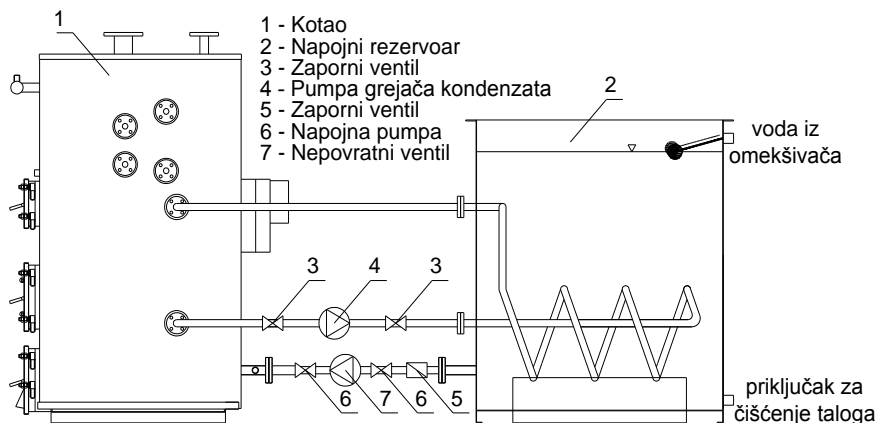 1
1 - Kotao
2 - Napojni rezervoar
3 - Zaporni ventil
4 - Pumpa grejača kondenzata
5 - Zaporni ventil
6 - Napojna pumpa
7 - Nepovratni ventil
2
voda iz
omekšivača
3 4 3
6 7 6 5
priključak za
čišćenje taloga